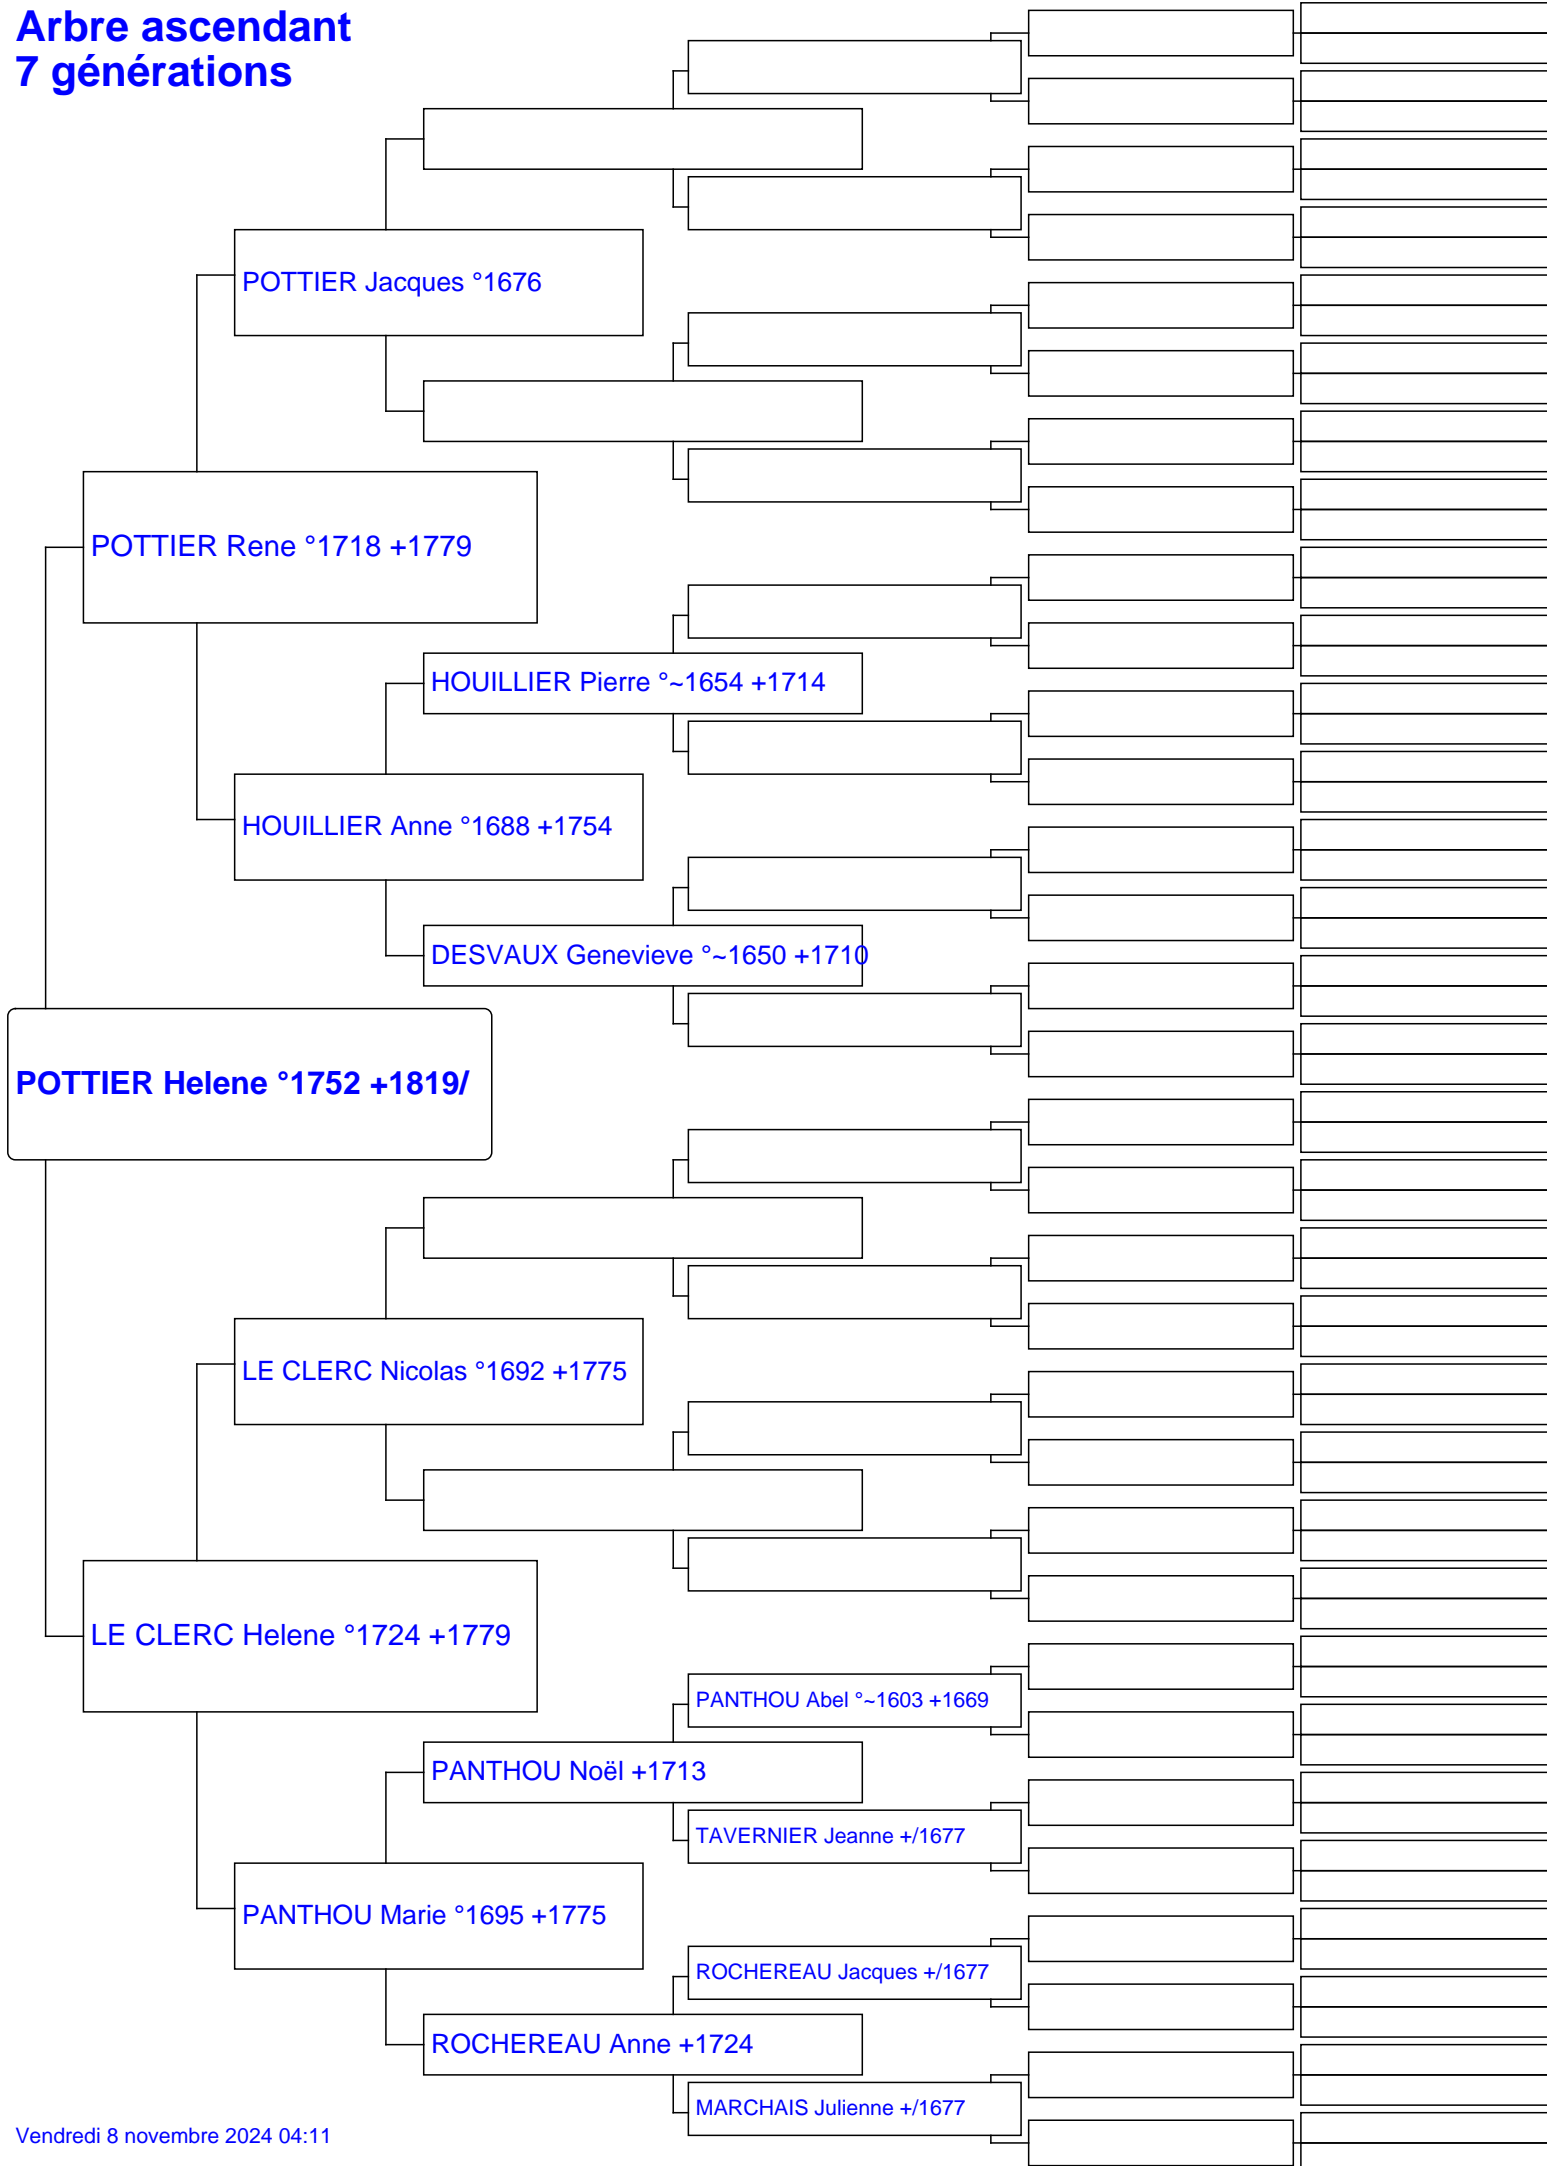 Arbre ascendant
7 générations
POTTIER Jacques °1676
POTTIER Rene °1718 +1779
HOUILLIER Pierre °~1654 +1714
HOUILLIER Anne °1688 +1754
DESVAUX Genevieve °~1650 +1710
POTTIER Helene °1752 +1819/
LE CLERC Nicolas °1692 +1775
LE CLERC Helene °1724 +1779
PANTHOU Abel °~1603 +1669
PANTHOU Noël +1713
TAVERNIER Jeanne +/1677
PANTHOU Marie °1695 +1775
ROCHEREAU Jacques +/1677
ROCHEREAU Anne +1724
MARCHAIS Julienne +/1677
Vendredi 8 novembre 2024 04:11